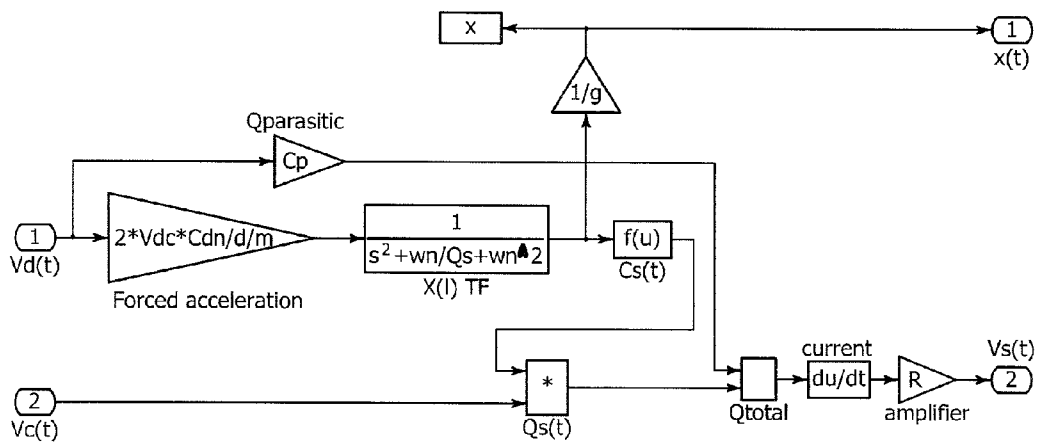 x
1
x(t)
1/g
Qparasitic
Cp
1
Vd(t)
2*Vdc*Cdn/d/m
Forced acceleration
1
s²+wn/Qs+wn^2
X(I) TF
f(u)
Cs(t)
2
Vc(t)
*
Qs(t)
Qtotal
current
du/dt
R
amplifier
Vs(t)
2